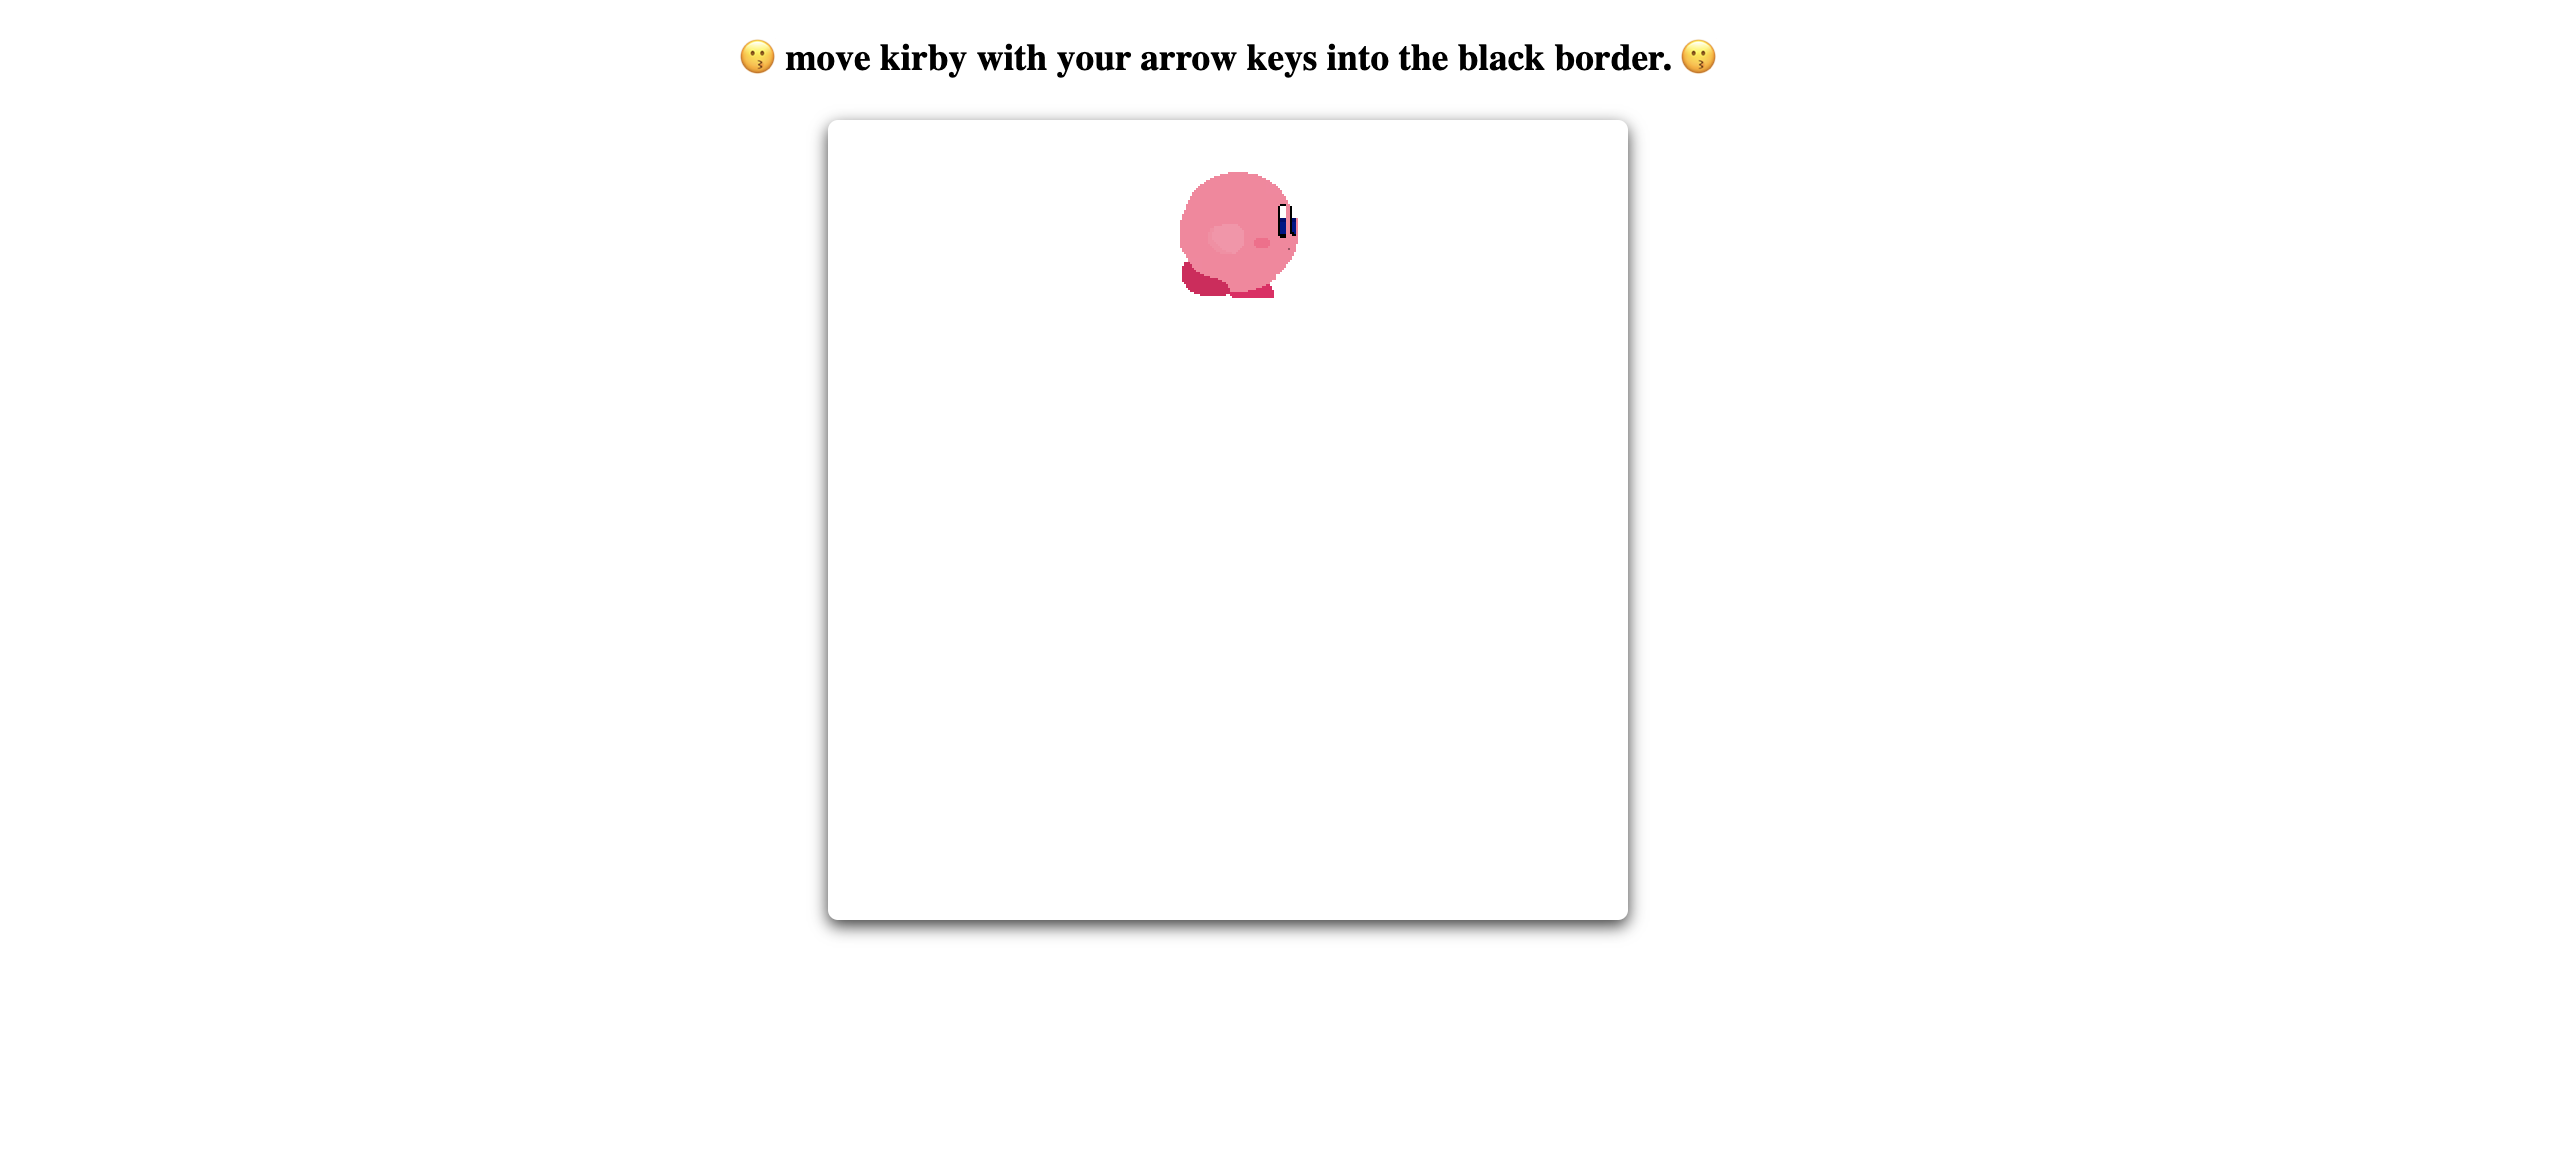 😗 move kirby with your arrow keys into the black border. 😗